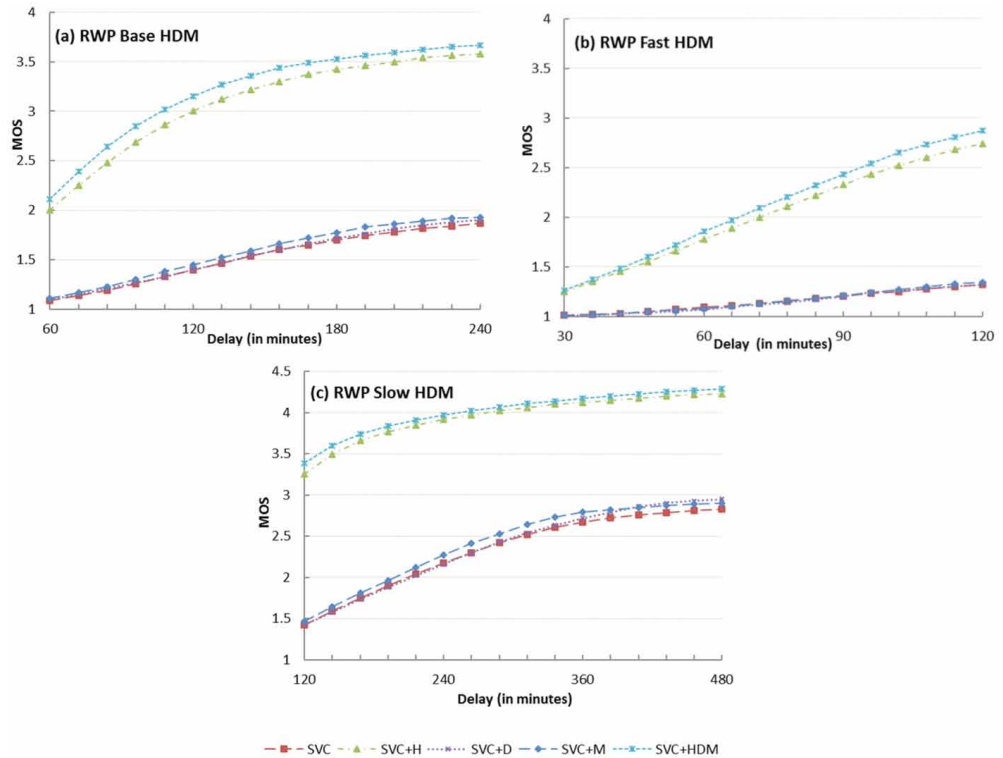 (a) RWP Base HDM
MOS
4
3.5
3
2.5
2
1.5
1
60 120 180 240
Delay (in minutes)
(b) RWP Fast HDM
MOS
4
3.5
3
2.5
2
1.5
1
30 60 90 120
Delay (in minutes)
(c) RWP Slow HDM
MOS
4.5
4
3.5
3
2.5
2
1.5
1
120 240 360 480
Delay (in minutes)
SVC SVC+H SVC+D SVC+M SVC+HDM